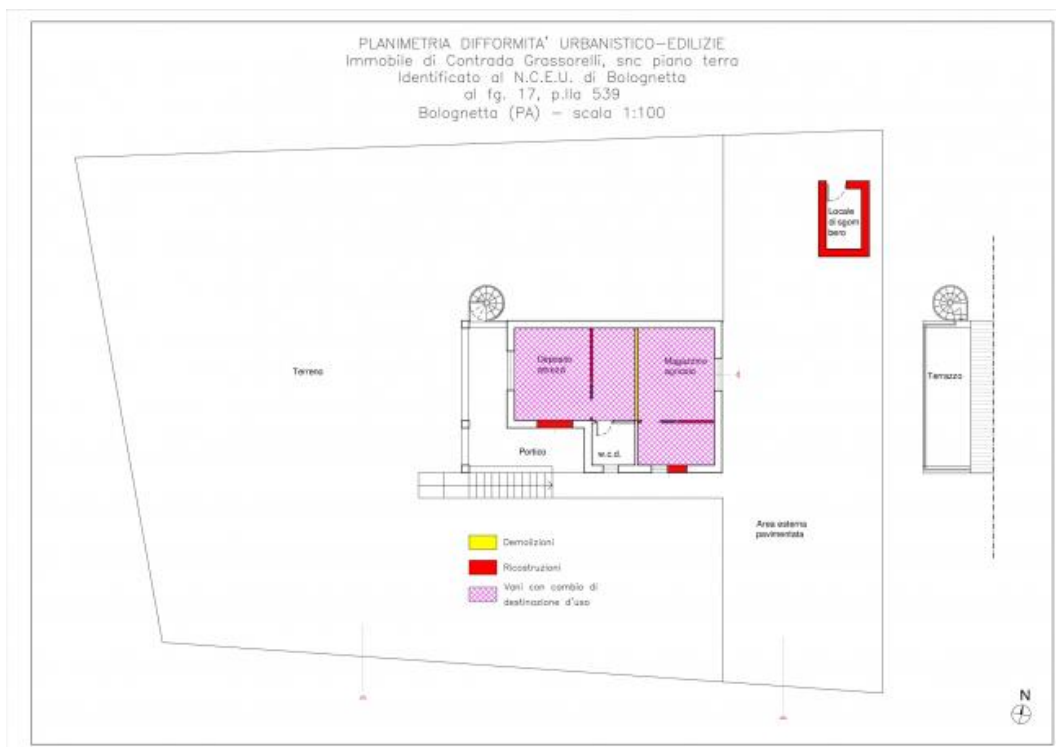 PLANIMETRIA DIFFORMITA' URBANISTICO-EDILIZIE
Immobile di Contrada Grassorelli, snc piano terra
Identificato al N.C.E.U. di Bolognetta
al fg. 17, p.lla 539
Bolognetta (PA) - scala 1:100
Locale
di sgom
bero
Deposito
attrezzi
Magazzino
agricolo
Terreno
Terrazzo
Portico
w.c.d.
Area esterna
pavimentata
Demolizioni
Ricostruzioni
Vani con cambio di
destinazione d'uso
N